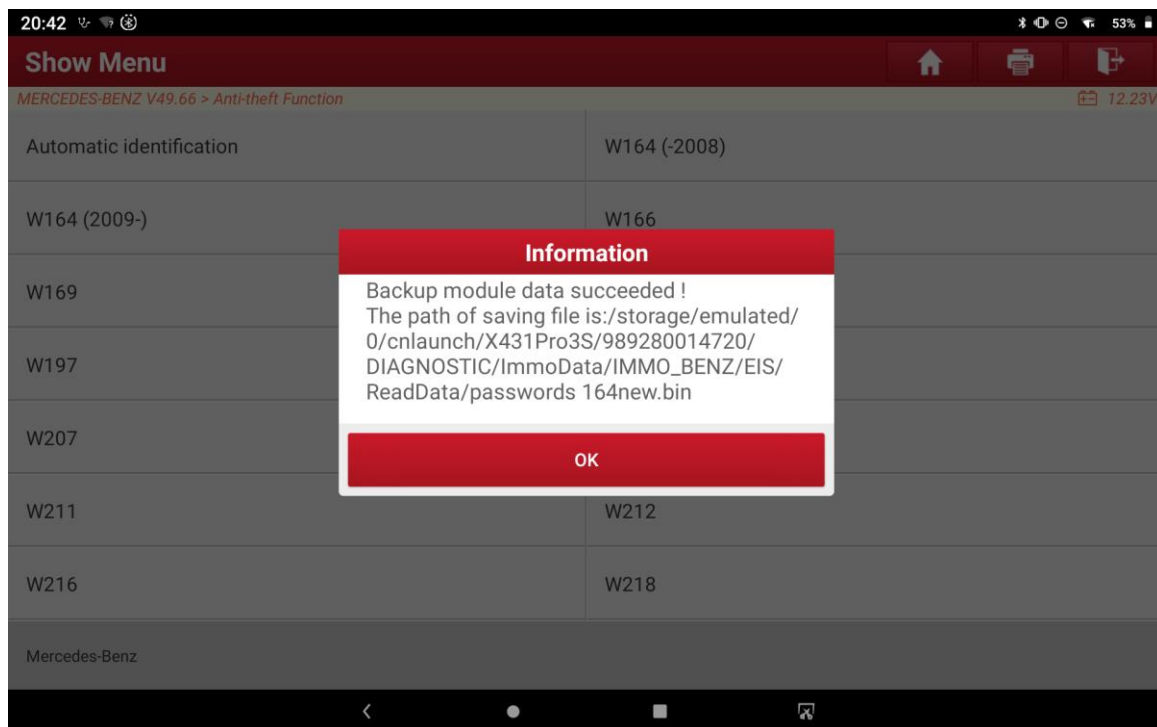 20:42
53%
Show Menu
MERCEDES-BENZ V49.66 > Anti-theft Function
12.23V
Automatic identification
W164 (-2008)
W164 (2009-)
W166
Information
Backup module data succeeded !
The path of saving file is:/storage/emulated/
0/cnlaunch/X431Pro3S/989280014720/
DIAGNOSTIC/ImmoData/IMMO_BENZ/EIS/
ReadData/passwords 164new.bin
OK
W169
W197
W207
W211
W212
W216
W218
Mercedes-Benz